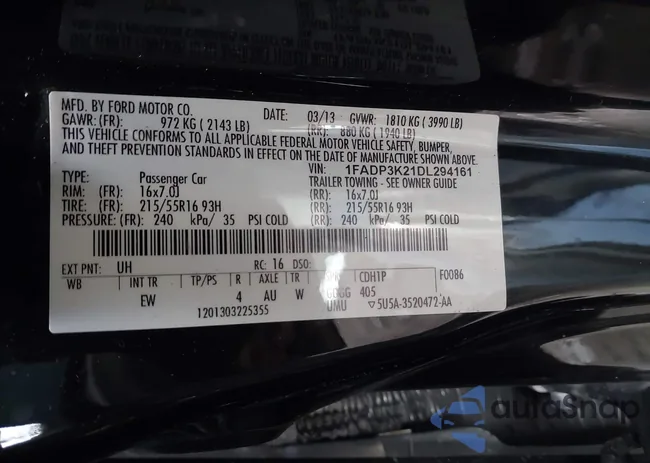 MFD. BY FORD MOTOR CO. DATE: 03/13 GVWR: 1810 KG ( 3990 LB)
GAWR: (FR): 972 KG ( 2143 LB) (RR): 880 KG ( 1940 LB)
THIS VEHICLE CONFORMS TO ALL APPLICABLE FEDERAL MOTOR VEHICLE SAFETY, BUMPER,
AND THEFT PREVENTION STANDARDS IN EFFECT ON THE DATE OF MANUFACTURE SHOWN ABOVE.
VIN: 1FADP3K21DL294161
TYPE: Passenger Car TRAILER TOWING - SEE OWNER GUIDE
RIM: (FR): 16x7.0J (RR): 16x7.0J
TIRE: (FR): 215/55R16 93H (RR): 215/55R16 93H
PRESSURE: (FR): 240 kPa/ 35 PSI COLD (RR): 240 kPa/ 35 PSI COLD
EXT PNT: UH RC: 16 DSO: F0086
WB INT TR TP/PS R AXLE TR CDH1P
EW 4 AU W 405
1201303225355 UMU ▽5U5A-3520472-AA
autosnap